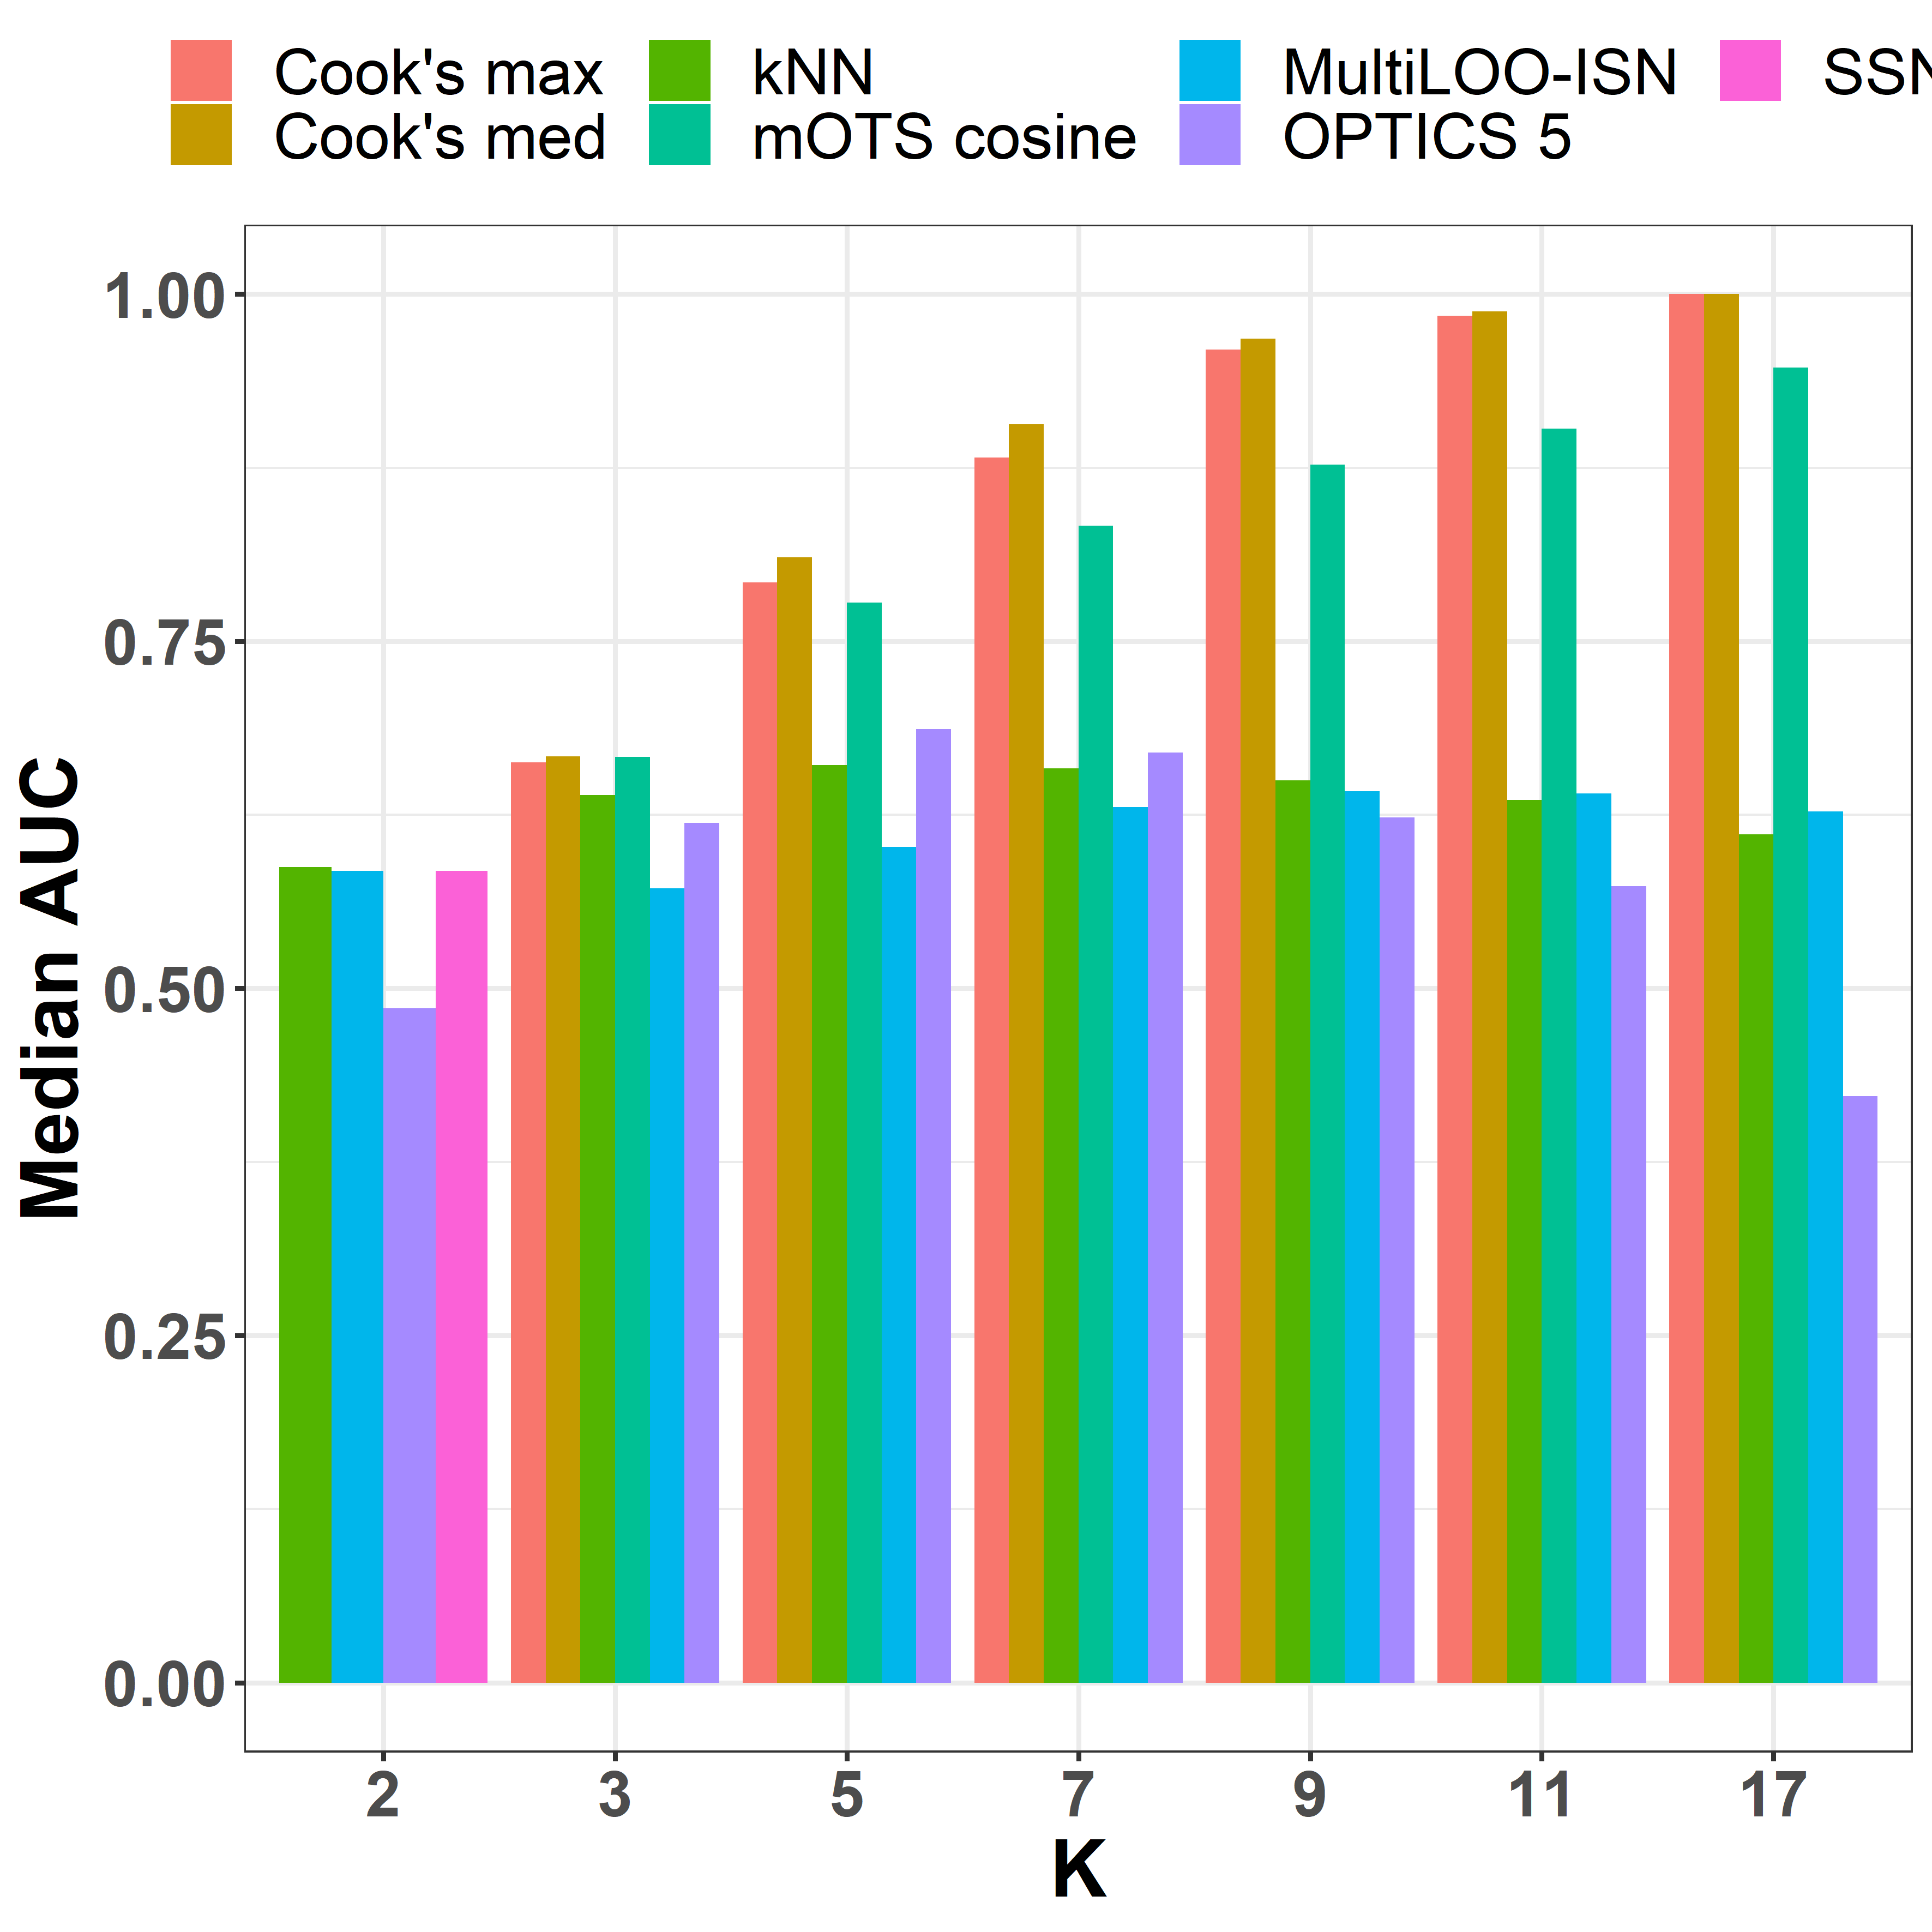 Cook's max kNN MultiLOO-ISN SSN
Cook's med mOTS cosine OPTICS 5
1.00
0.75
0.50
0.25
0.00
Median AUC
2 3 5 7 9 11 17
K